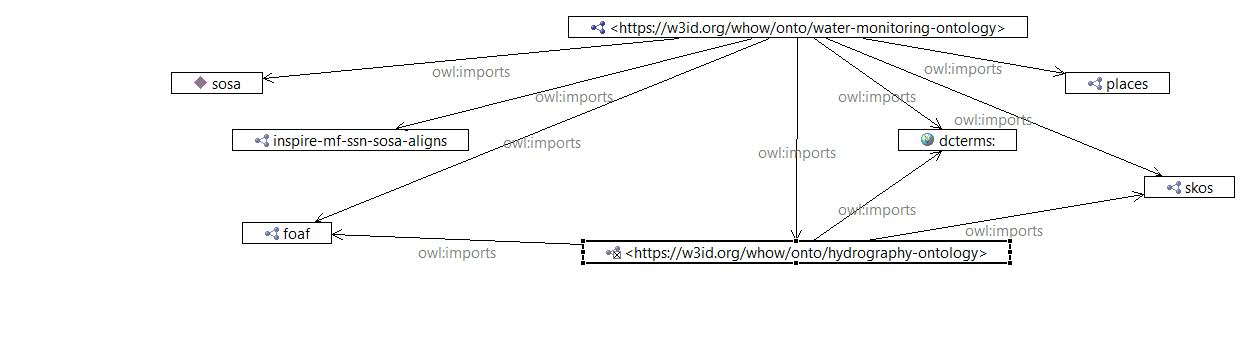 <https://w3id.org/whow/onto/water-monitoring-ontology>
owl:imports
owl:imports
sosa
places
owl:imports
owl:imports
owl:imports
inspire-mf-ssn-sosa-aligns
owl:imports
dcterms:
owl:imports
skos
owl:imports
foaf
owl:imports
owl:imports
<https://w3id.org/whow/onto/hydrography-ontology>